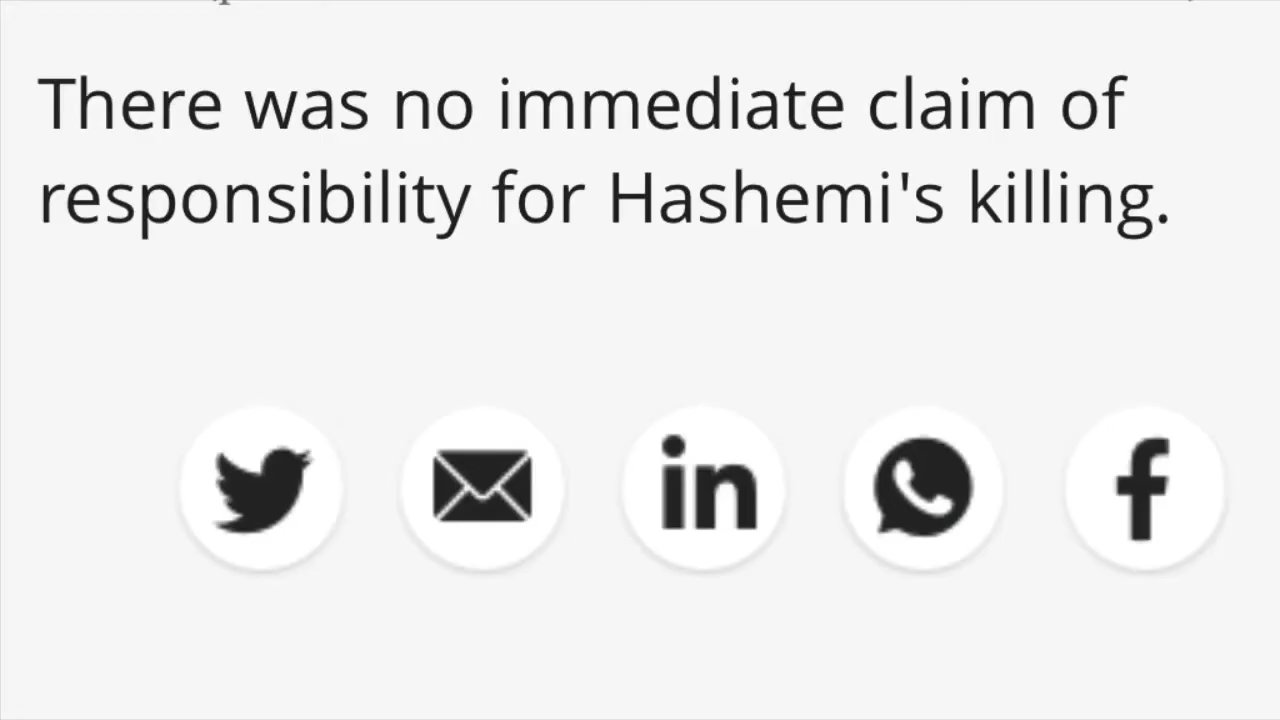 There was no immediate claim of
responsibility for Hashemi's killing.